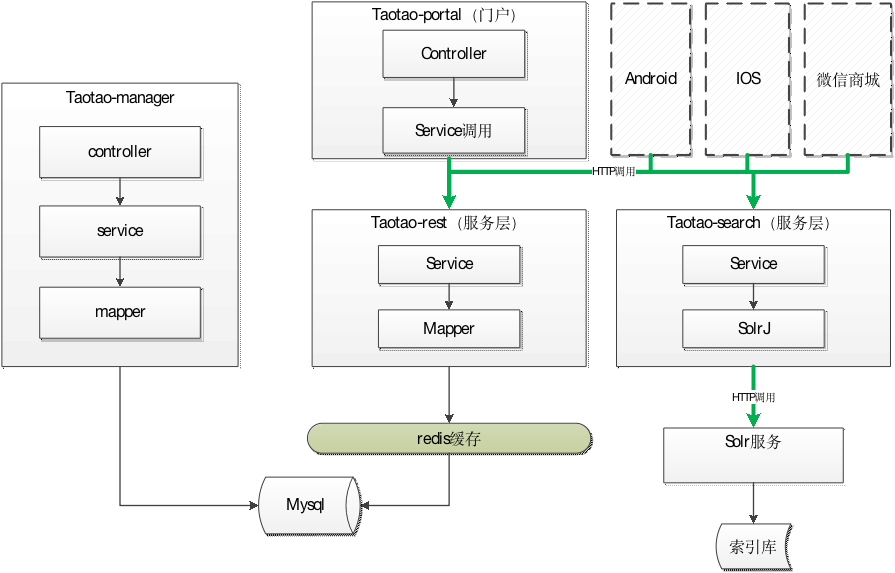 Taotao-portal（门户）
Controller
Service调用
Android
IOS
微信商城
Taotao-manager
controller
service
mapper
HTTP调用
Taotao-rest（服务层）
Service
Mapper
Taotao-search（服务层）
Service
SolrJ
HTTP调用
redis缓存
Solr服务
Mysql
索引库